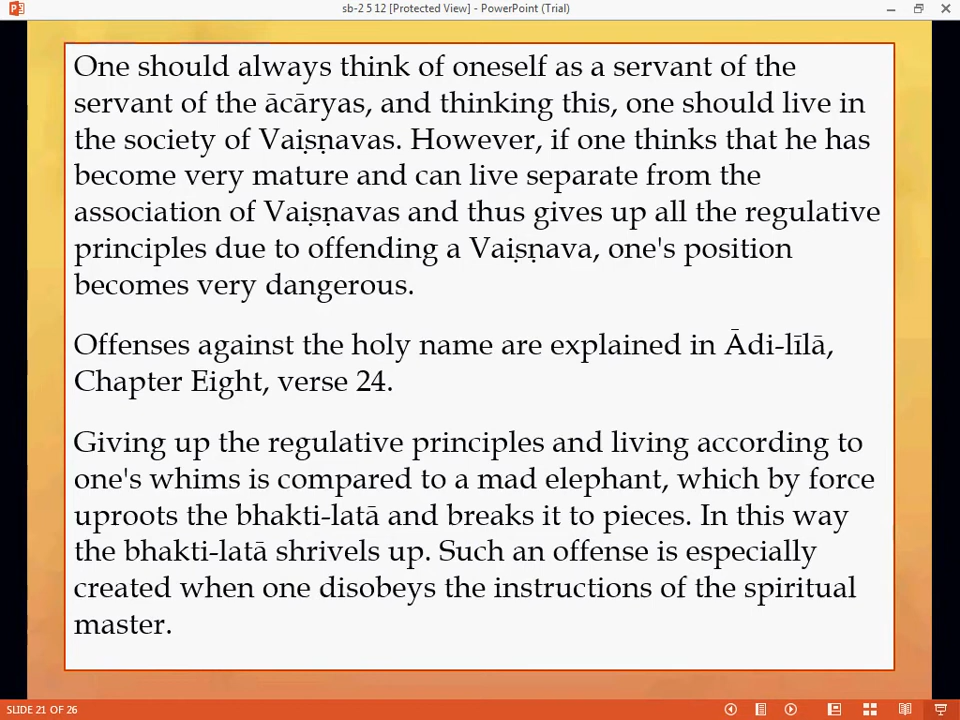 sb-2 5 12 [Protected View] - PowerPoint (Trial)
One should always think of oneself as a servant of the
servant of the ācāryas, and thinking this, one should live in
the society of Vaiṣṇavas. However, if one thinks that he has
become very mature and can live separate from the
association of Vaiṣṇavas and thus gives up all the regulative
principles due to offending a Vaiṣṇava, one's position
becomes very dangerous.
Offenses against the holy name are explained in Ādi-līlā,
Chapter Eight, verse 24.
Giving up the regulative principles and living according to
one's whims is compared to a mad elephant, which by force
uproots the bhakti-latā and breaks it to pieces. In this way
the bhakti-latā shrivels up. Such an offense is especially
created when one disobeys the instructions of the spiritual
master.
SLIDE 21 OF 26